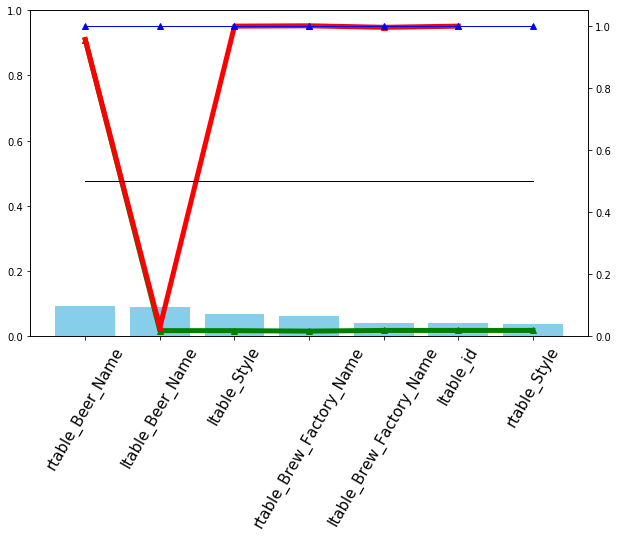 1.0
0.8
0.6
0.4
0.2
0.0
1.0
0.8
0.6
0.4
0.2
0.0
rtable_Beer_Name
ltable_Beer_Name
ltable_Style
rtable_Brew_Factory_Name
ltable_Brew_Factory_Name
ltable_id
rtable_Style